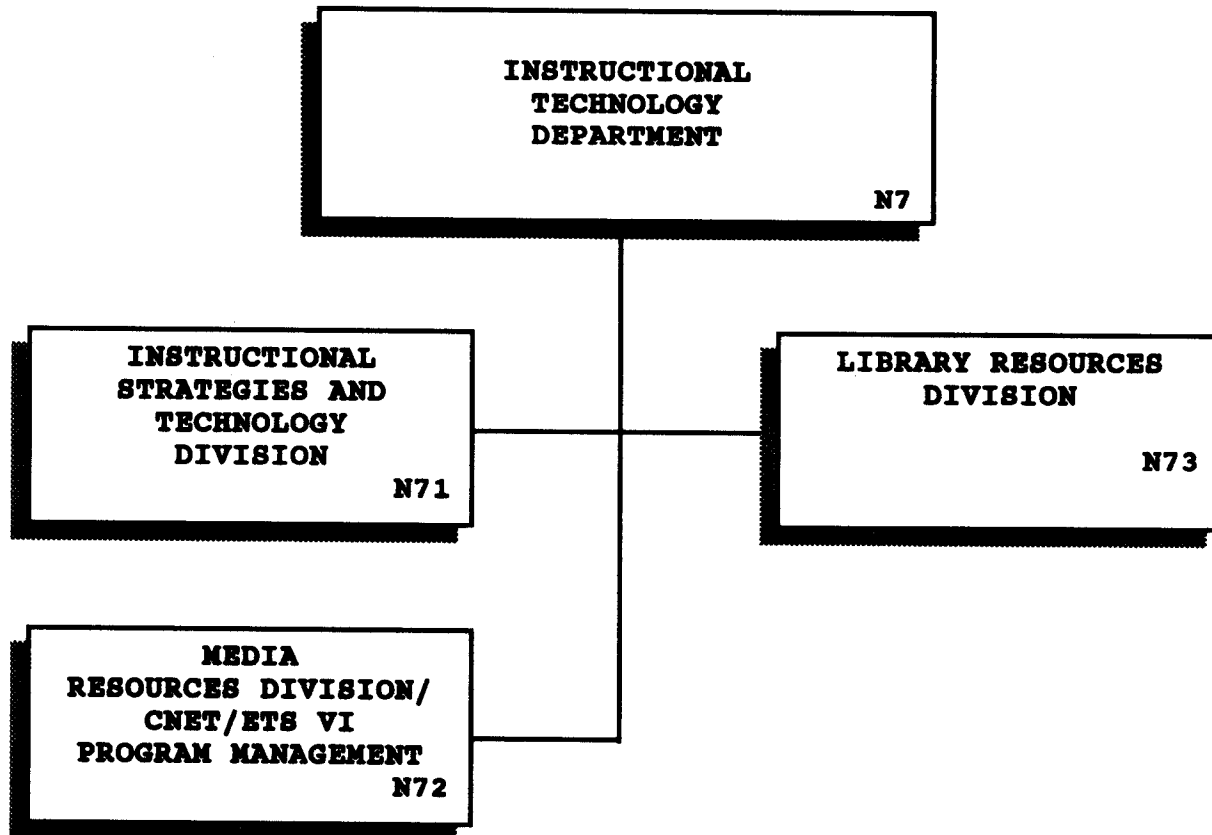 INSTRUCTIONAL
TECHNOLOGY
DEPARTMENT
N7
INSTRUCTIONAL
STRATEGIES AND
TECHNOLOGY
DIVISION
N71
LIBRARY RESOURCES
DIVISION
N73
MEDIA
RESOURCES DIVISION/
CNET/ETS VI
PROGRAM MANAGEMENT
N72